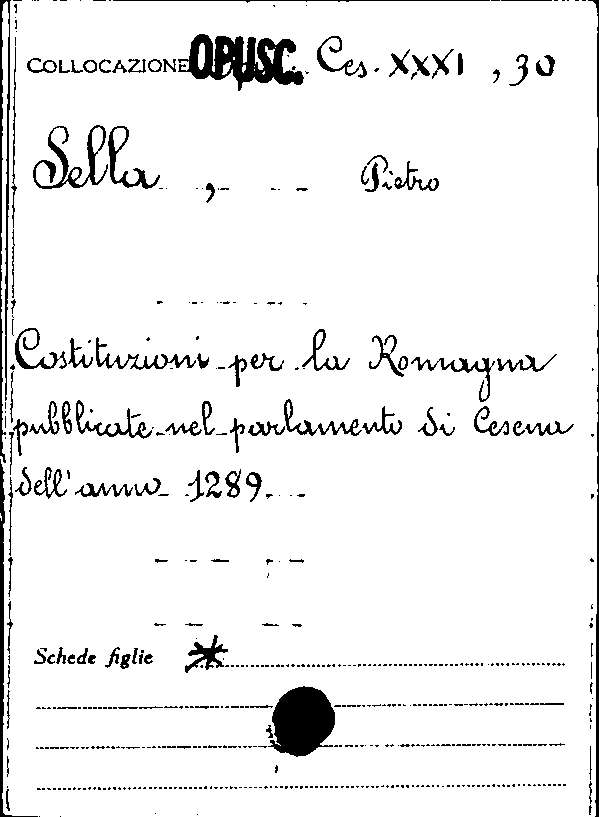 COLLOCAZIONE OPUSC. Ces. XXXI , 30
Sella , Pietro
Costituzioni per la Romagna
pubblicate nel parlamento di Cesena
dell'anno 1289.
Schede figlie *